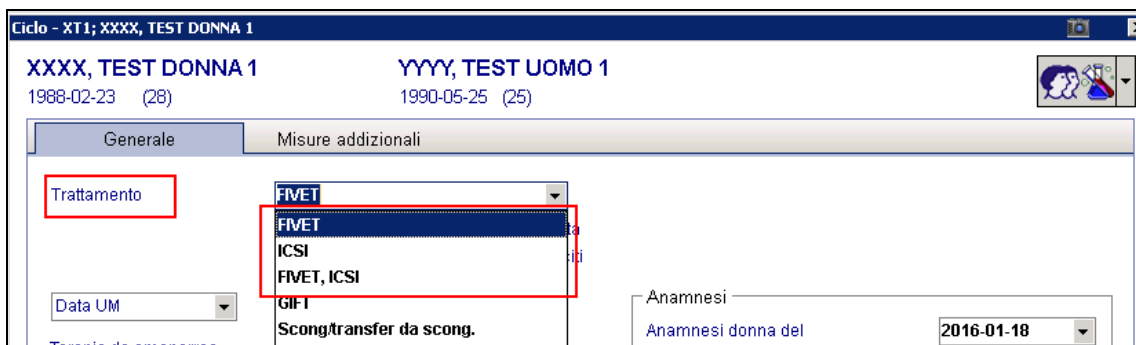 Ciclo - XT1; XXXX, TEST DONNA 1
XXXX, TEST DONNA 1 YYYY, TEST UOMO 1
1988-02-23 (28) 1990-05-25 (25)
Generale Misure addizionali
Trattamento FIVET
FIVET
ICSI
FIVET, ICSI
GIFT
Scong/transfer da scong.
Data UM
Anamnesi
Anamnesi donna del 2016-01-18